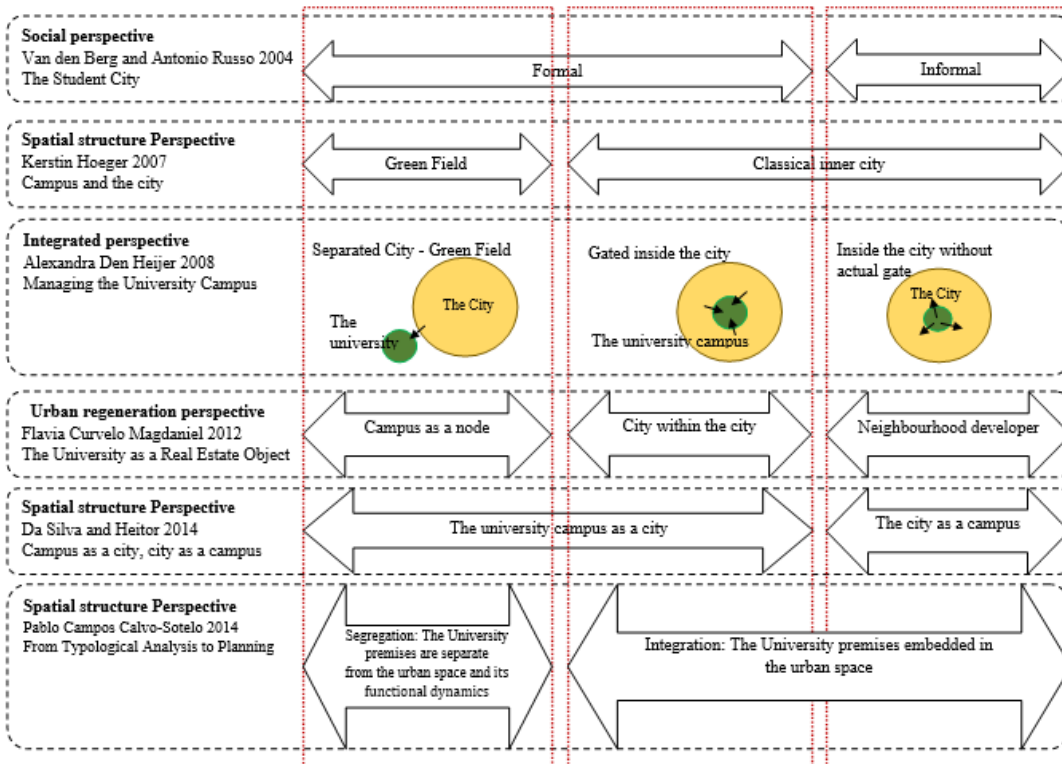 Social perspective
Van den Berg and Antonio Russo 2004
The Student City
Formal
Informal
Spatial structure Perspective
Kerstin Hoeger 2007
Campus and the city
Green Field
Classical inner city
Integrated perspective
Alexandra Den Heijer 2008
Managing the University Campus
Separated City - Green Field
The City
The
university
Gated inside the city
The university campus
Inside the city without
actual gate
The City
Urban regeneration perspective
Flavia Curvelo Magdaniel 2012
The University as a Real Estate Object
Campus as a node
City within the city
Neighbourhood developer
Spatial structure Perspective
Da Silva and Heitor 2014
Campus as a city, city as a campus
The university campus as a city
The city as a campus
Spatial structure Perspective
Pablo Campos Calvo-Sotelo 2014
From Typological Analysis to Planning
Segregation: The University
premises are separate
from the urban space and its
functional dynamics
Integration: The University premises embedded in
the urban space